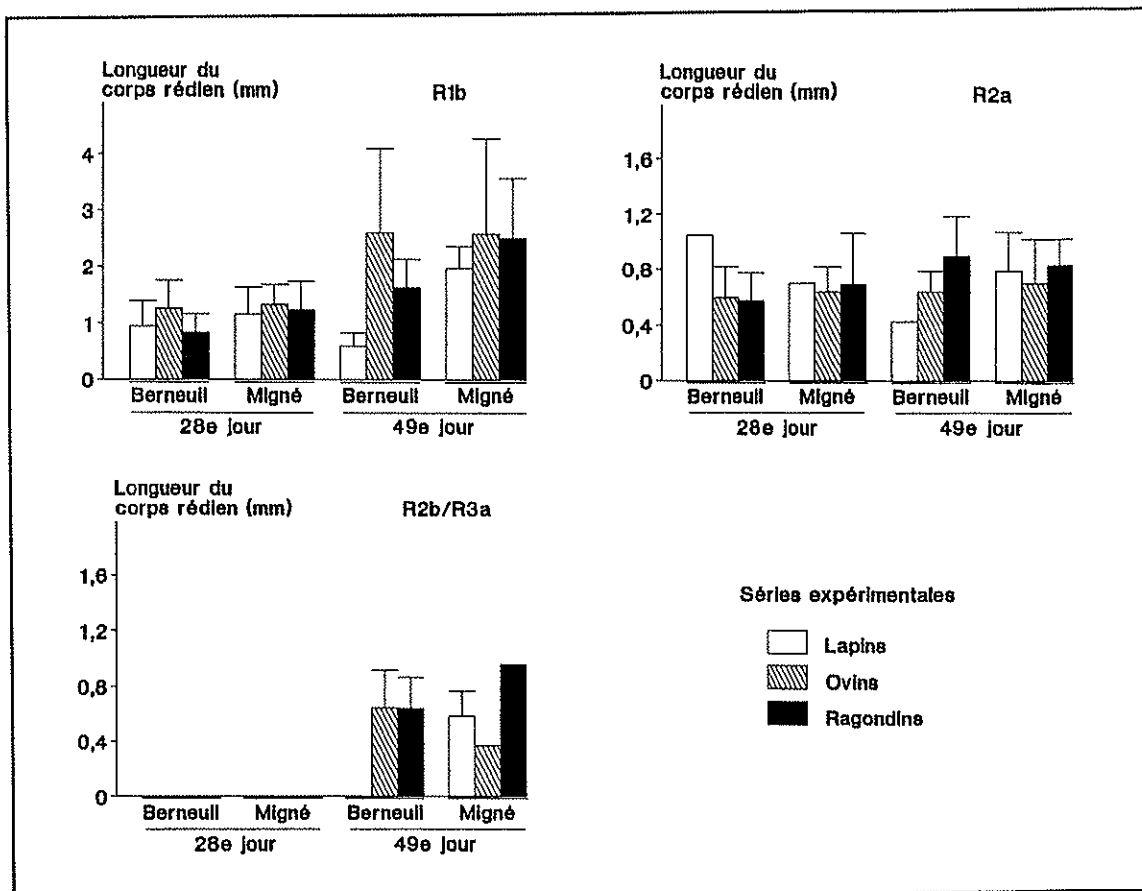 Longueur du
corps rédien (mm)
R1b
4
3
2
1
0
Berneuil Migné Berneuil Migné
28e jour 49e jour
Longueur du
corps rédien (mm)
R2a
1,6
1,2
0,8
0,4
0
Berneuil Migné Berneuil Migné
28e jour 49e jour
Longueur du
corps rédien (mm)
R2b/R3a
1,6
1,2
0,8
0,4
0
Berneuil Migné Berneuil Migné
28e jour 49e jour
Séries expérimentales
Lapins
Ovins
Ragondins